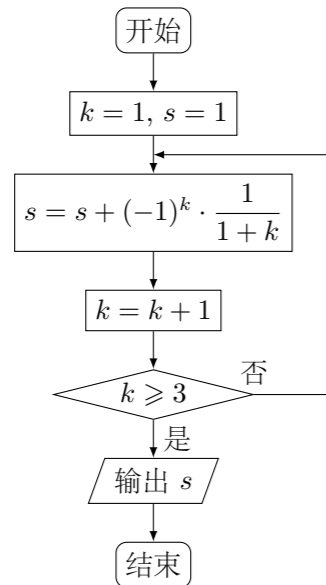 开始
k = 1, s = 1
s = s + (−1)^k · 1/(1 + k)
k = k + 1
k ⩾ 3
否
是
输出 s
结束